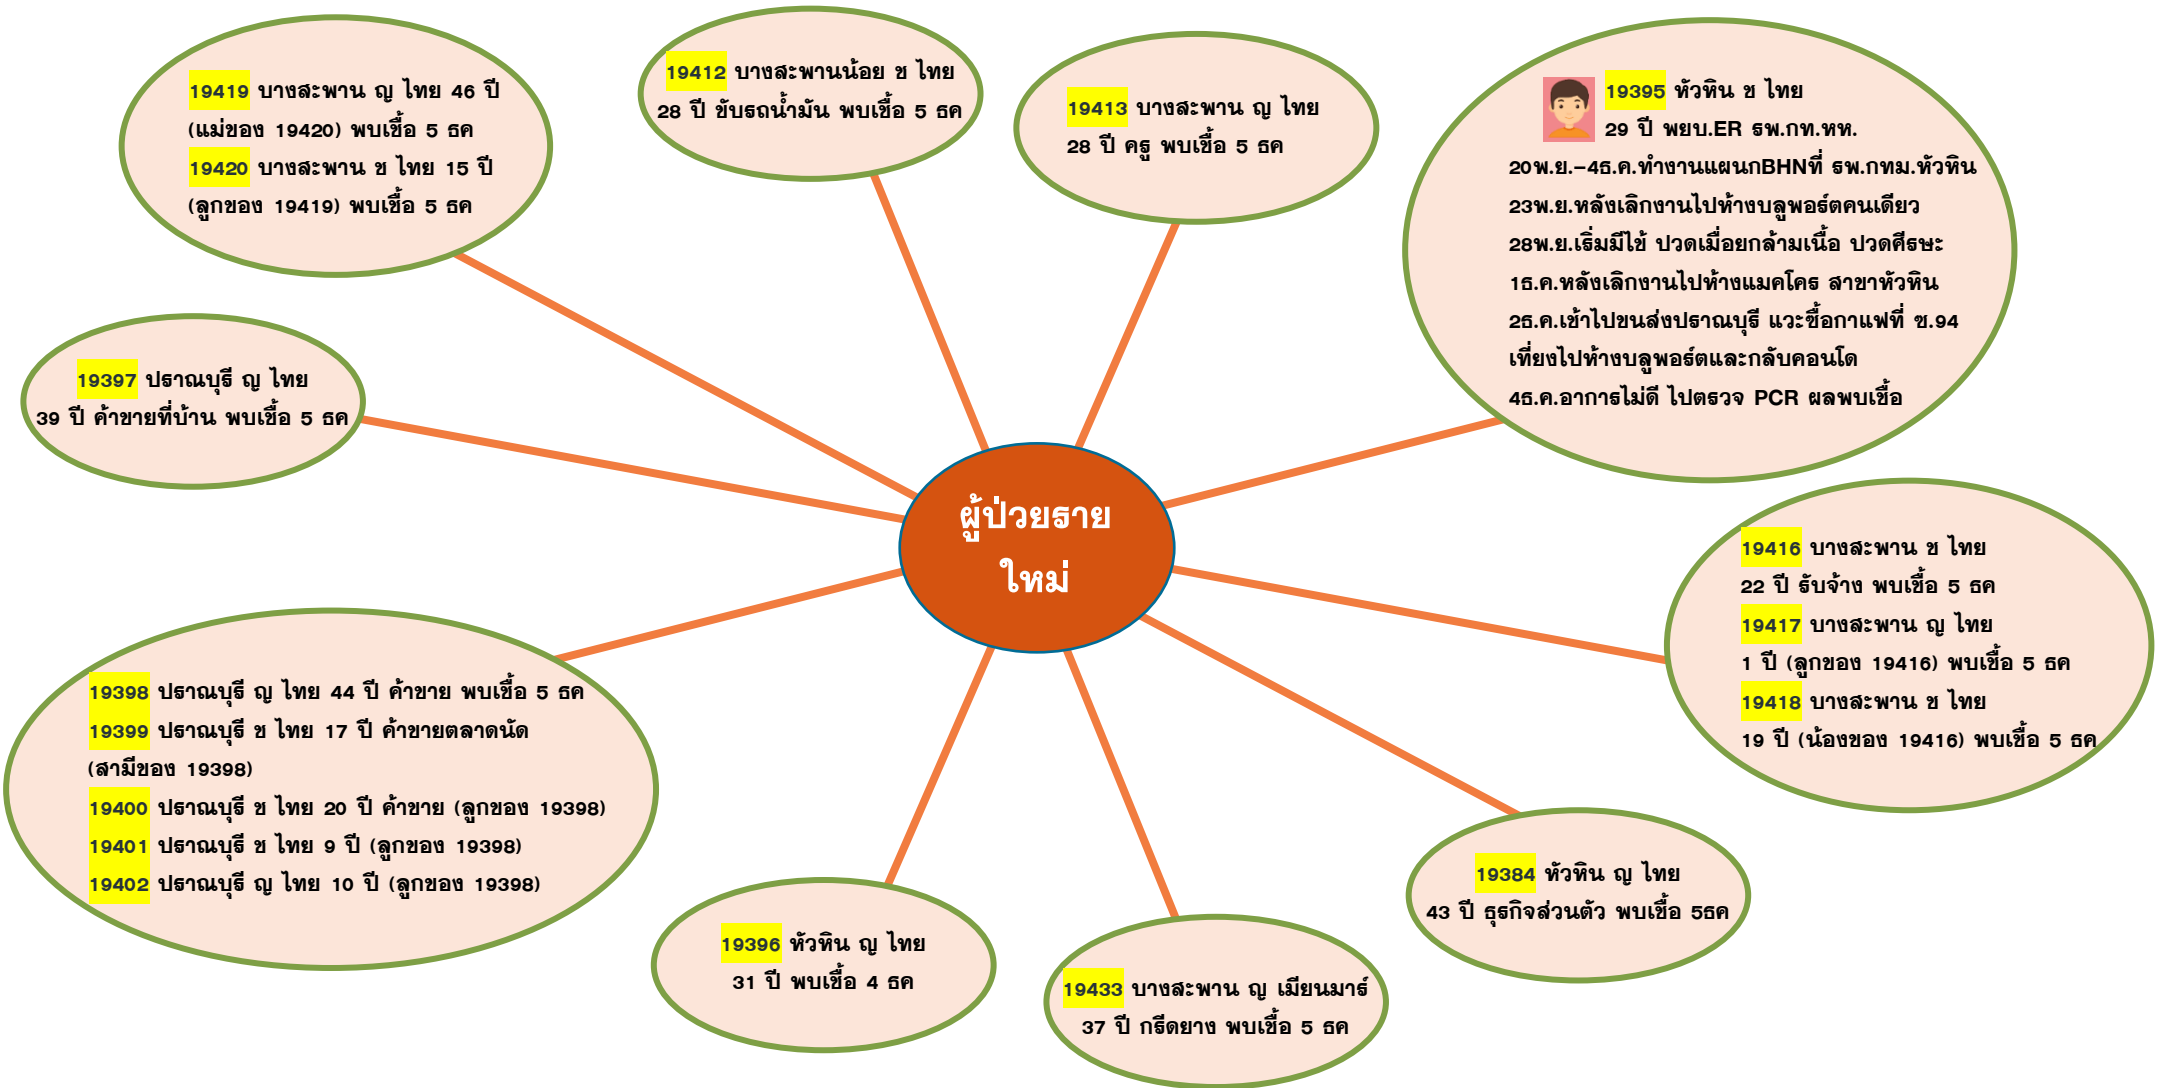 19419 บางสะพาน ญ ไทย 46 ปี
(แม่ของ 19420) พบเชื้อ 5 ธค
19420 บางสะพาน ช ไทย 15 ปี
(ลูกของ 19419) พบเชื้อ 5 ธค
19412 บางสะพานน้อย ช ไทย
28 ปี ขับรถน้ำมัน พบเชื้อ 5 ธค
19413 บางสะพาน ญ ไทย
28 ปี ครู พบเชื้อ 5 ธค
19395 หัวหิน ช ไทย
29 ปี พยบ.ER รพ.กท.หห.
20พ.ย.-4ธ.ค.ทำงานแผนกBHNที่ รพ.กทม.หัวหิน
23พ.ย.หลังเลิกงานไปห้างบลูพอร์ตคนเดียว
28พ.ย.เริ่มมีไข้ ปวดเมื่อยกล้ามเนื้อ ปวดศีรษะ
1ธ.ค.หลังเลิกงานไปห้างแมคโคร สาขาหัวหิน
2ธ.ค.เข้าไปขนส่งปราณบุรี แวะซื้อกาแฟที่ ซ.94
เที่ยงไปห้างบลูพอร์ตและกลับคอนโด
4ธ.ค.อาการไม่ดี ไปตรวจ PCR ผลพบเชื้อ
19397 ปราณบุรี ญ ไทย
39 ปี ค้าขายที่บ้าน พบเชื้อ 5 ธค
ผู้ป่วยราย
ใหม่
19416 บางสะพาน ช ไทย
22 ปี รับจ้าง พบเชื้อ 5 ธค
19417 บางสะพาน ญ ไทย
1 ปี (ลูกของ 19416) พบเชื้อ 5 ธค
19418 บางสะพาน ช ไทย
19 ปี (น้องของ 19416) พบเชื้อ 5 ธค
19398 ปราณบุรี ญ ไทย 44 ปี ค้าขาย พบเชื้อ 5 ธค
19399 ปราณบุรี ช ไทย 17 ปี ค้าขายตลาดนัด
(สามีของ 19398)
19400 ปราณบุรี ช ไทย 20 ปี ค้าขาย (ลูกของ 19398)
19401 ปราณบุรี ช ไทย 9 ปี (ลูกของ 19398)
19402 ปราณบุรี ญ ไทย 10 ปี (ลูกของ 19398)
19384 หัวหิน ญ ไทย
43 ปี ธุรกิจส่วนตัว พบเชื้อ 5ธค
19396 หัวหิน ญ ไทย
31 ปี พบเชื้อ 4 ธค
19433 บางสะพาน ญ เมียนมาร์
37 ปี กรีดยาง พบเชื้อ 5 ธค